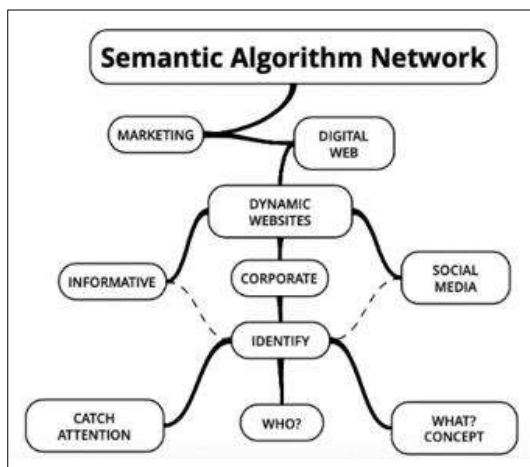 Semantic Algorithm Network
MARKETING
DIGITAL
WEB
DYNAMIC
WEBSITES
INFORMATIVE
CORPORATE
SOCIAL
MEDIA
IDENTIFY
CATCH
ATTENTION
WHO?
WHAT?
CONCEPT